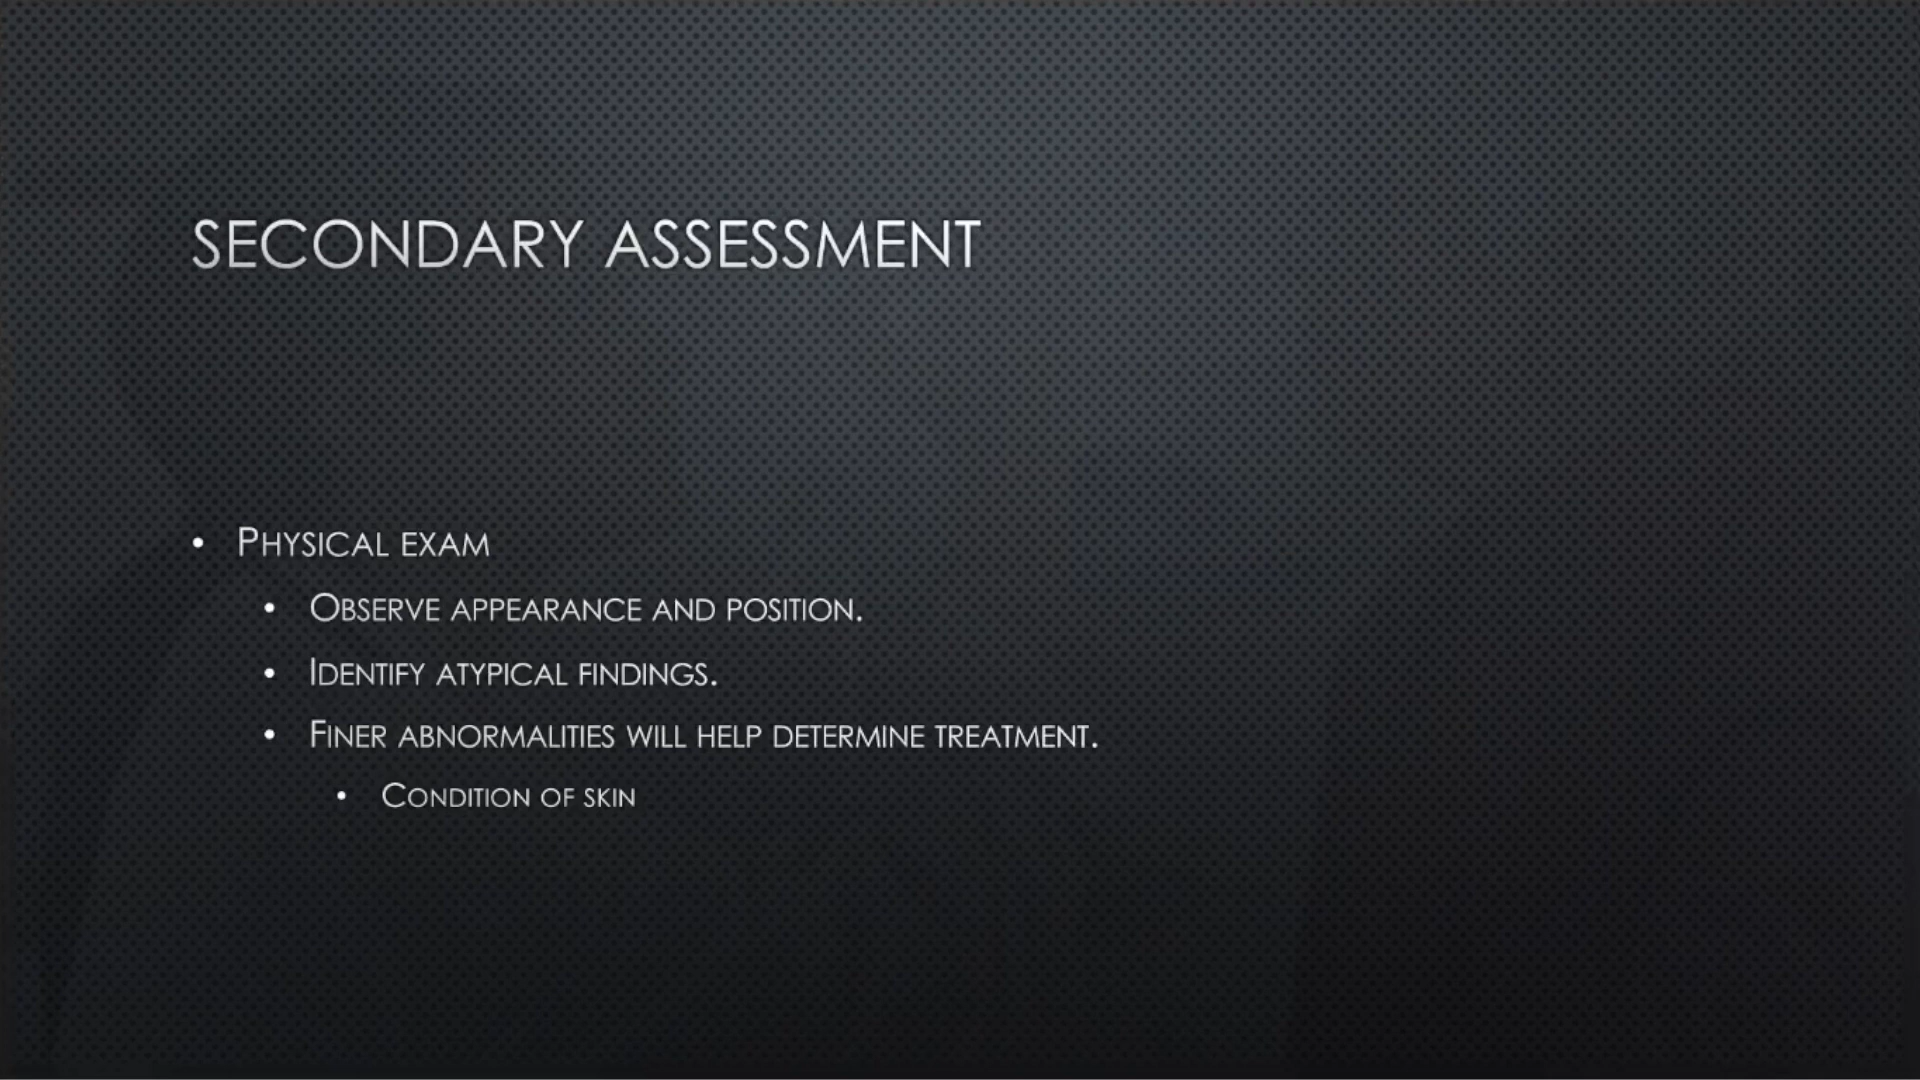 SECONDARY ASSESSMENT
• PHYSICAL EXAM
• OBSERVE APPEARANCE AND POSITION.
• IDENTIFY ATYPICAL FINDINGS.
• FINER ABNORMALITIES WILL HELP DETERMINE TREATMENT.
• CONDITION OF SKIN